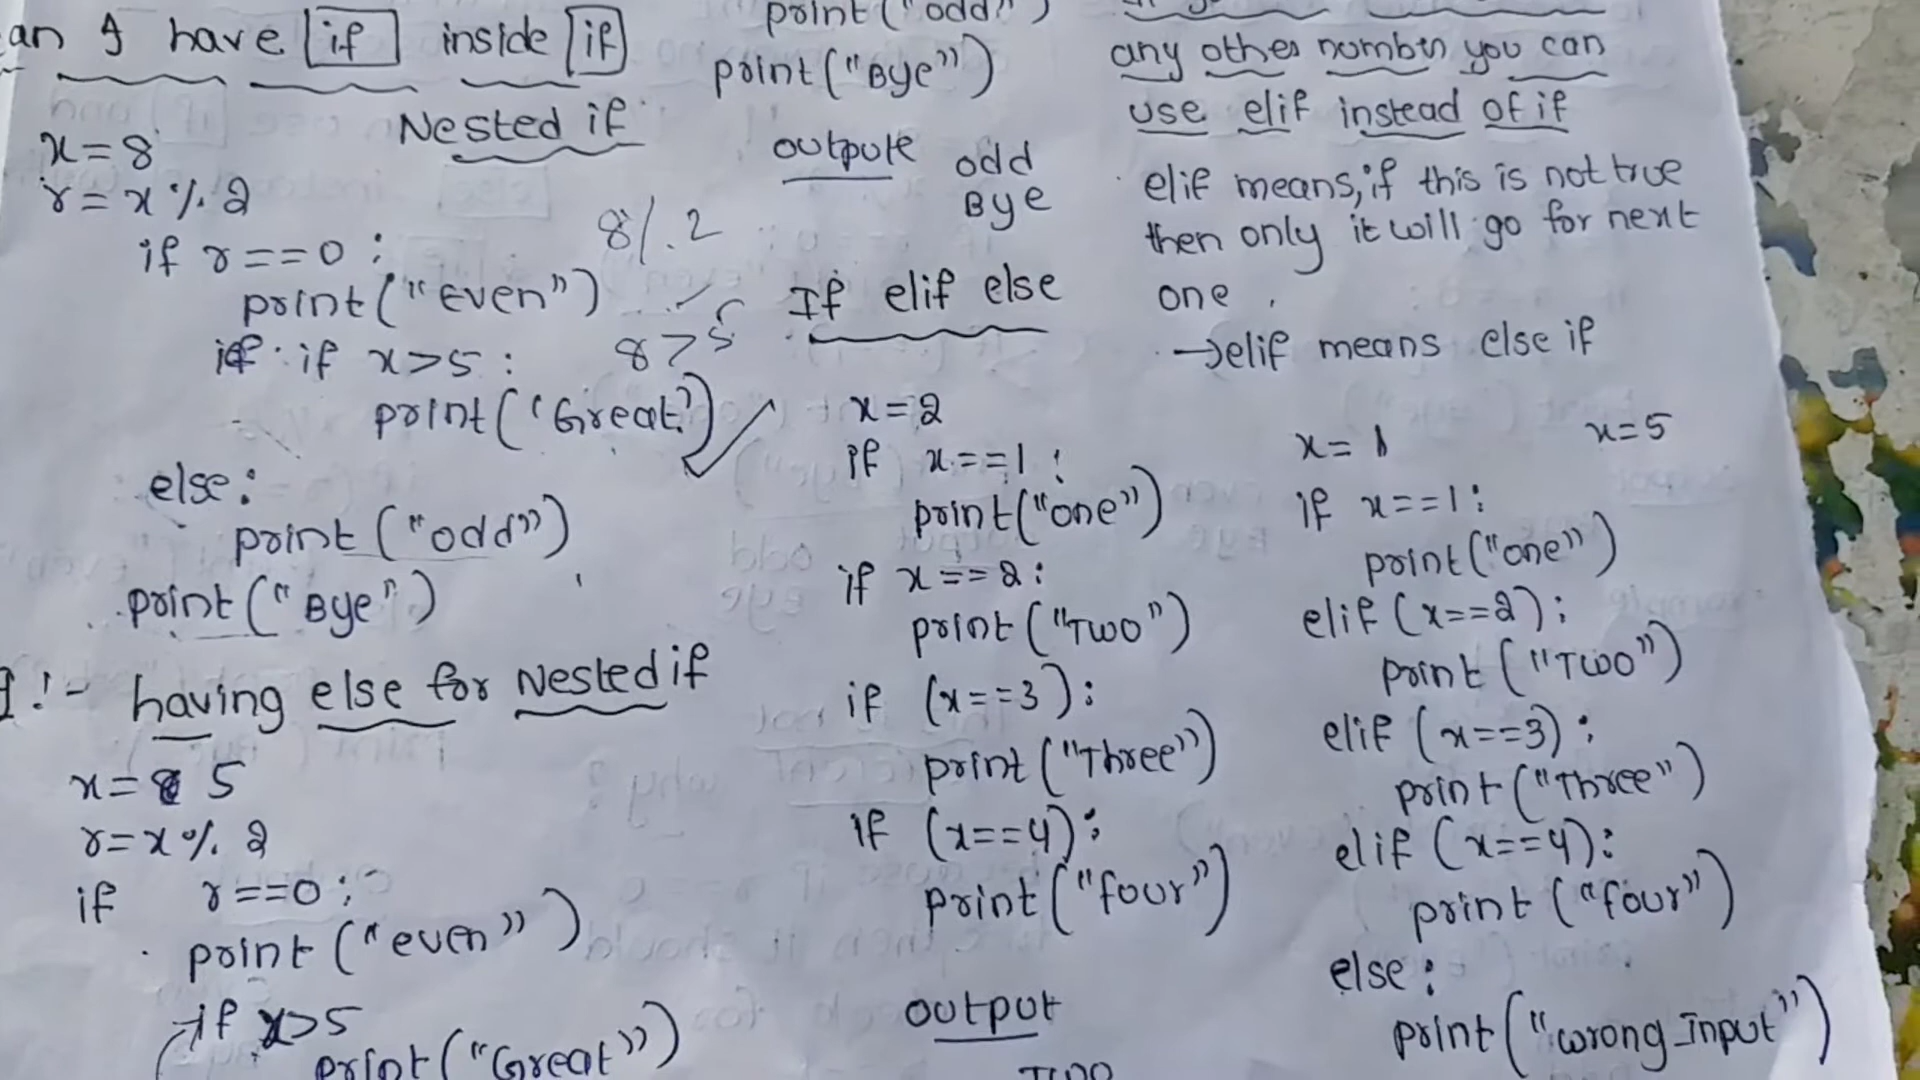 an I have if inside if
Nested if
x=8
r=x%2
if r==0:
8%2
print("Even")
if x>5:
8>5
print("Great")
else:
print("odd")
print("Bye")
:- having else for Nested if
x= 5
r=x%2
if r==0:
print("even")
if x>5
print("Great")
print("odd")
print("Bye")
output odd
Bye
If elif else
x=2
if x==1:
print("one")
if x==2:
print("Two")
if (x==3):
print("Three")
if (x==4):
print("four")
output
Two
any other number you can
use elif instead of if
elif means, if this is not true
then only it will go for next
one.
→elif means else if
x=1
x=5
if x==1:
print("one")
elif (x==2):
print("Two")
elif (x==3):
print("Three")
elif (x==4):
print("four")
else:
print("wrong Input")